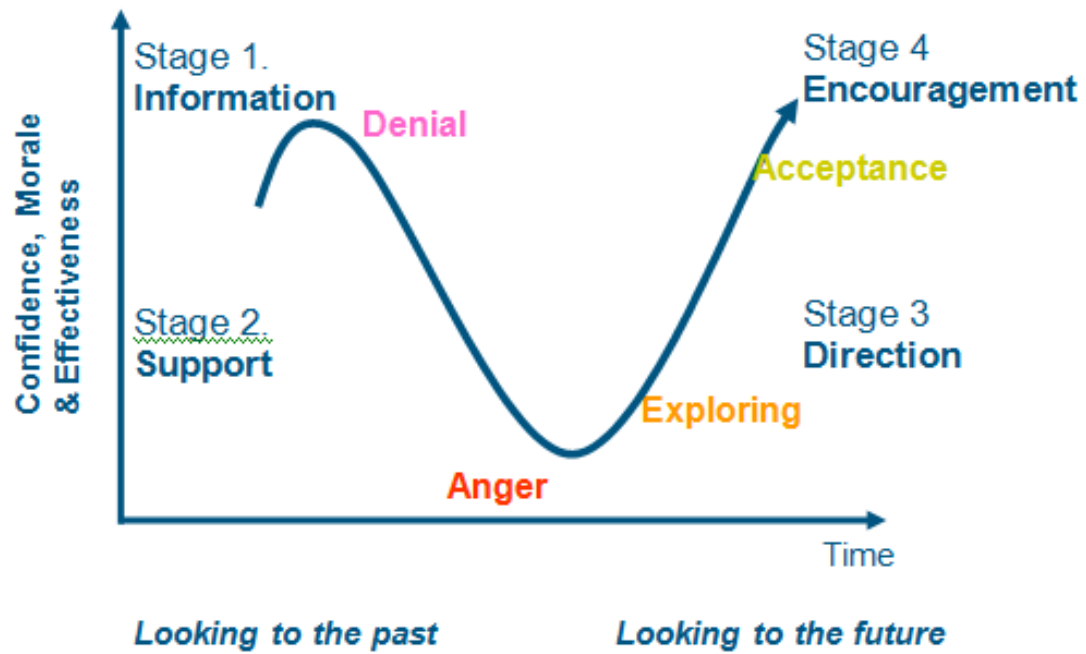 Confidence, Morale
& Effectiveness
Stage 1.
Information
Denial
Stage 2.
Support
Anger
Exploring
Stage 3
Direction
Acceptance
Stage 4
Encouragement
Time
Looking to the past
Looking to the future